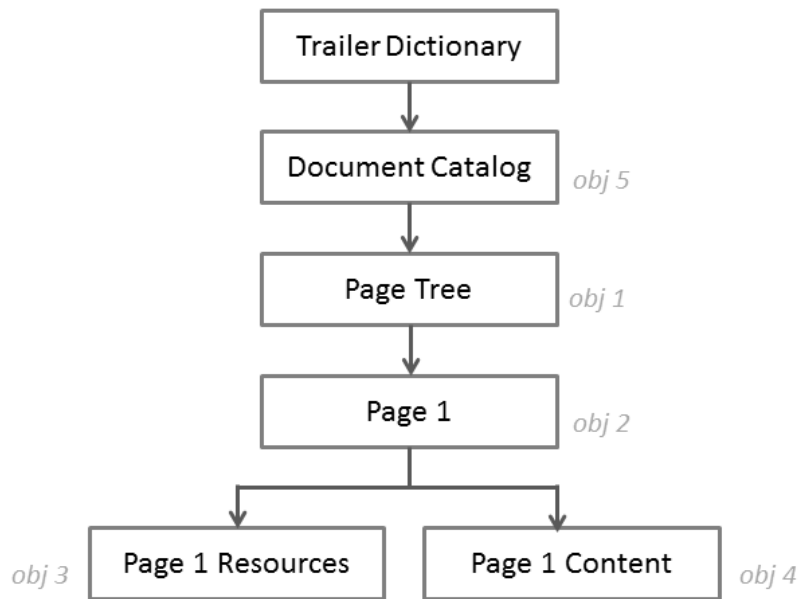 Trailer Dictionary
Document Catalog
obj 5
Page Tree
obj 1
Page 1
obj 2
obj 3
Page 1 Resources
Page 1 Content
obj 4